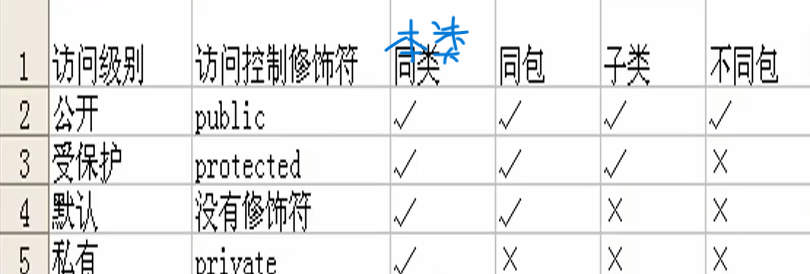 本类
1 访问级别 访问控制修饰符 同类 同包 子类 不同包
2 公开 public ✓ ✓ ✓ ✓
3 受保护 protected ✓ ✓ ✓ ×
4 默认 没有修饰符 ✓ ✓ × ×
5 私有 private ✓ × × ×